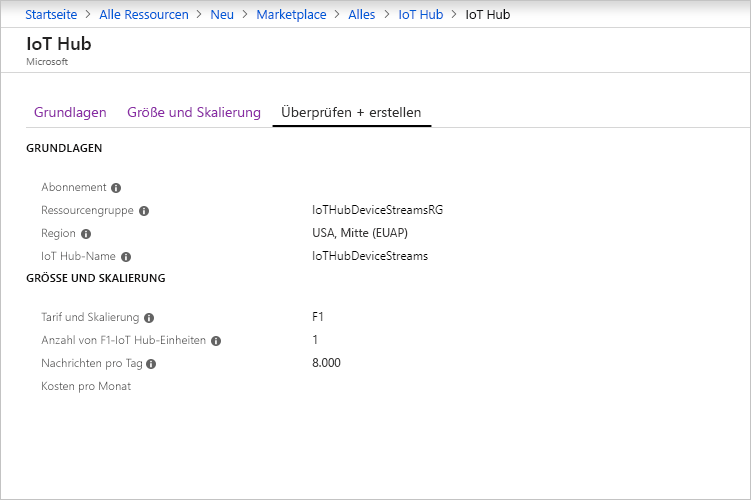 Startseite > Alle Ressourcen > Neu > Marketplace > Alles > IoT Hub > IoT Hub
IoT Hub
Microsoft
Grundlagen Größe und Skalierung Überprüfen + erstellen
GRUNDLAGEN
Abonnement
Ressourcengruppe IoTHubDeviceStreamsRG
Region USA, Mitte (EUAP)
IoT Hub-Name IoTHubDeviceStreams
GRÖSSE UND SKALIERUNG
Tarif und Skalierung F1
Anzahl von F1-IoT Hub-Einheiten 1
Nachrichten pro Tag 8.000
Kosten pro Monat